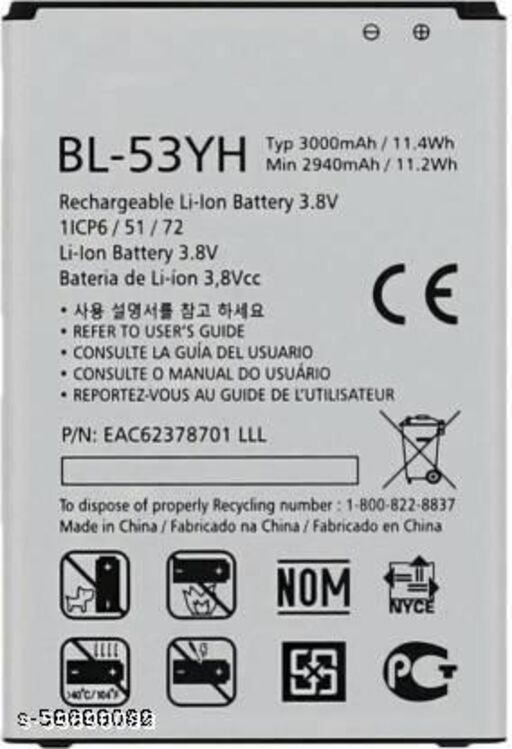 ⊖ ⊕
BL-53YH
Typ 3000mAh / 11.4Wh
Min 2940mAh / 11.2Wh
Rechargeable Li-Ion Battery 3.8V
1ICP6 / 51 / 72
Li-Ion Battery 3.8V
Bateria de Li-íon 3,8Vcc
• 사용 설명서를 참고 하세요
• REFER TO USER'S GUIDE
• CONSULTE LA GUÍA DEL USUARIO
• CONSULTE O MANUAL DO USUÁRIO
• REPORTEZ-VOUS AU GUIDE DE L'UTILISATEUR
CE
P/N: EAC62378701 LLL
To dispose of properly Recycling number : 1-800-822-8837
Made in China / Fabricado na China / Fabricado en China
NOM
NYCE
>40°C/104°F
PCT